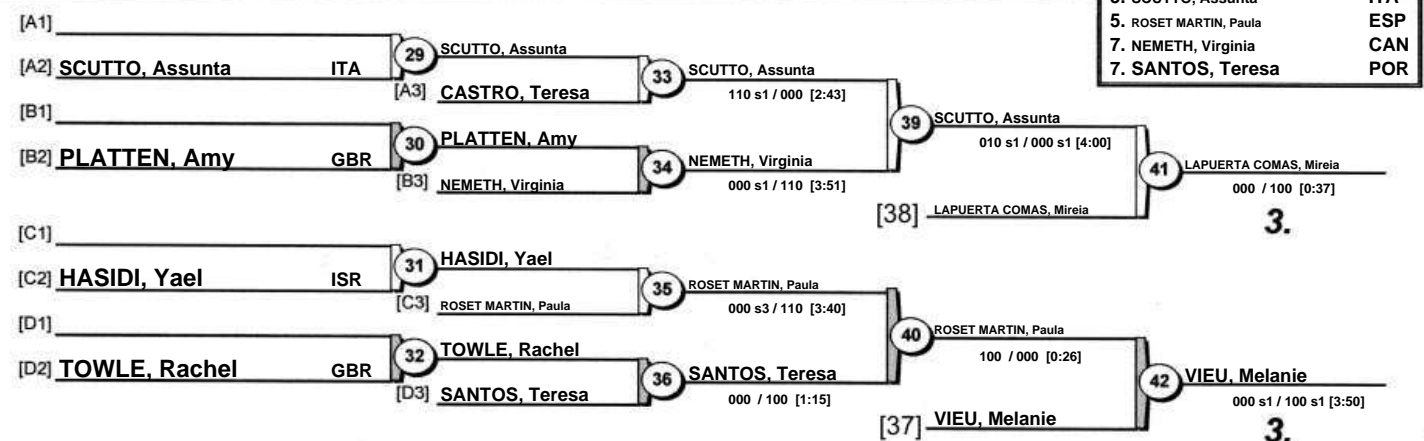 5. SCUTTO, Assunta ITA
5. ROSET MARTIN, Paula ESP
7. NEMETH, Virginia CAN
7. SANTOS, Teresa POR
[A1]
[A2] SCUTTO, Assunta ITA
29
SCUTTO, Assunta
[A3] CASTRO, Teresa
33
SCUTTO, Assunta
110 s1 / 000 [2:43]
[B1]
[B2] PLATTEN, Amy GBR
30
PLATTEN, Amy
[B3] NEMETH, Virginia
34
NEMETH, Virginia
000 s1 / 110 [3:51]
39
SCUTTO, Assunta
010 s1 / 000 s1 [4:00]
[38] LAPUERTA COMAS, Mireia
41
LAPUERTA COMAS, Mireia
000 / 100 [0:37]
3.
[C1]
[C2] HASIDI, Yael ISR
31
HASIDI, Yael
[C3] ROSET MARTIN, Paula
35
ROSET MARTIN, Paula
000 s3 / 110 [3:40]
[D1]
[D2] TOWLE, Rachel GBR
32
TOWLE, Rachel
[D3] SANTOS, Teresa
36
SANTOS, Teresa
000 / 100 [1:15]
40
ROSET MARTIN, Paula
100 / 000 [0:26]
[37] VIEU, Melanie
42
VIEU, Melanie
000 s1 / 100 s1 [3:50]
3.